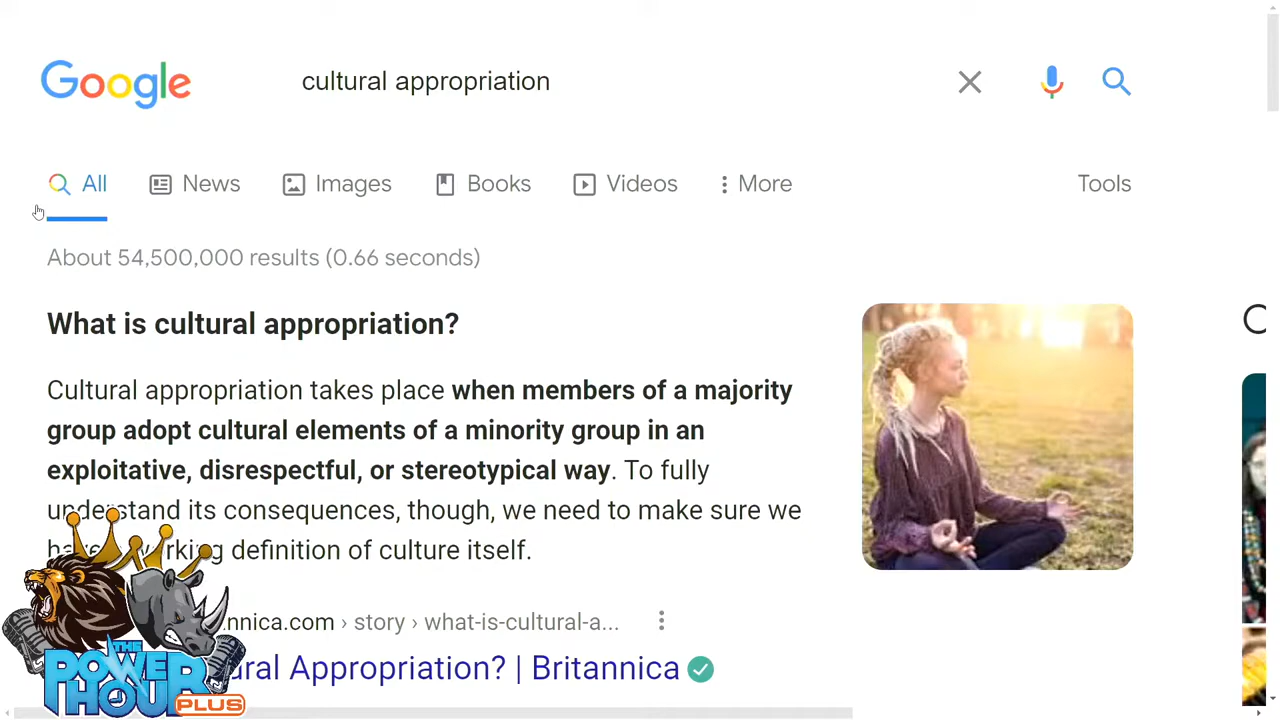 Google
cultural appropriation
All News Images Books Videos More Tools
About 54,500,000 results (0.66 seconds)
What is cultural appropriation?
Cultural appropriation takes place when members of a majority
group adopt cultural elements of a minority group in an
exploitative, disrespectful, or stereotypical way. To fully
understand its consequences, though, we need to make sure we
definition of culture itself.
nnica.com › story › what-is-cultural-a...
ural Appropriation? | Britannica
THE
POWER
HOUR
PLUS